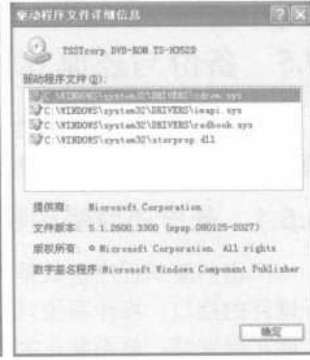 驱动程序文件详细信息
TSSTcorp DVD-ROM TS-H352D
驱动程序文件(D):
C:\WINDOWS\system32\DRIVERS\cdrom.sys
C:\WINDOWS\system32\DRIVERS\imapi.sys
C:\WINDOWS\system32\DRIVERS\redbook.sys
C:\WINDOWS\system32\storprop.dll
提供商: Microsoft Corporation
文件版本: 5.1.2600.3300 (xpsp.080125-2027)
版权所有: © Microsoft Corporation. All rights
数字签名程序:Microsoft Windows Component Publisher
确定